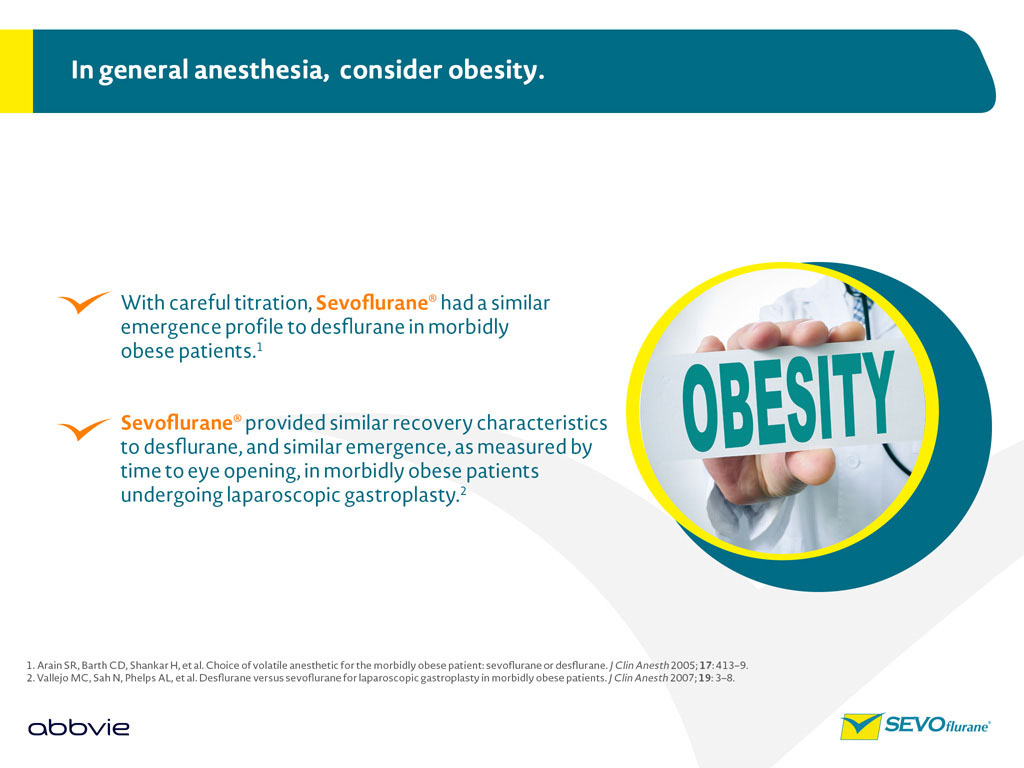 In general anesthesia, consider obesity.
With careful titration, Sevoflurane® had a similar
emergence profile to desflurane in morbidly
obese patients.1
Sevoflurane® provided similar recovery characteristics
to desflurane, and similar emergence, as measured by
time to eye opening, in morbidly obese patients
undergoing laparoscopic gastroplasty.2
OBESITY
1. Arain SR, Barth CD, Shankar H, et al. Choice of volatile anesthetic for the morbidly obese patient: sevoflurane or desflurane. J Clin Anesth 2005; 17: 413–9.
2. Vallejo MC, Sah N, Phelps AL, et al. Desflurane versus sevoflurane for laparoscopic gastroplasty in morbidly obese patients. J Clin Anesth 2007; 19: 3–8.
abbvie
SEVOflurane®